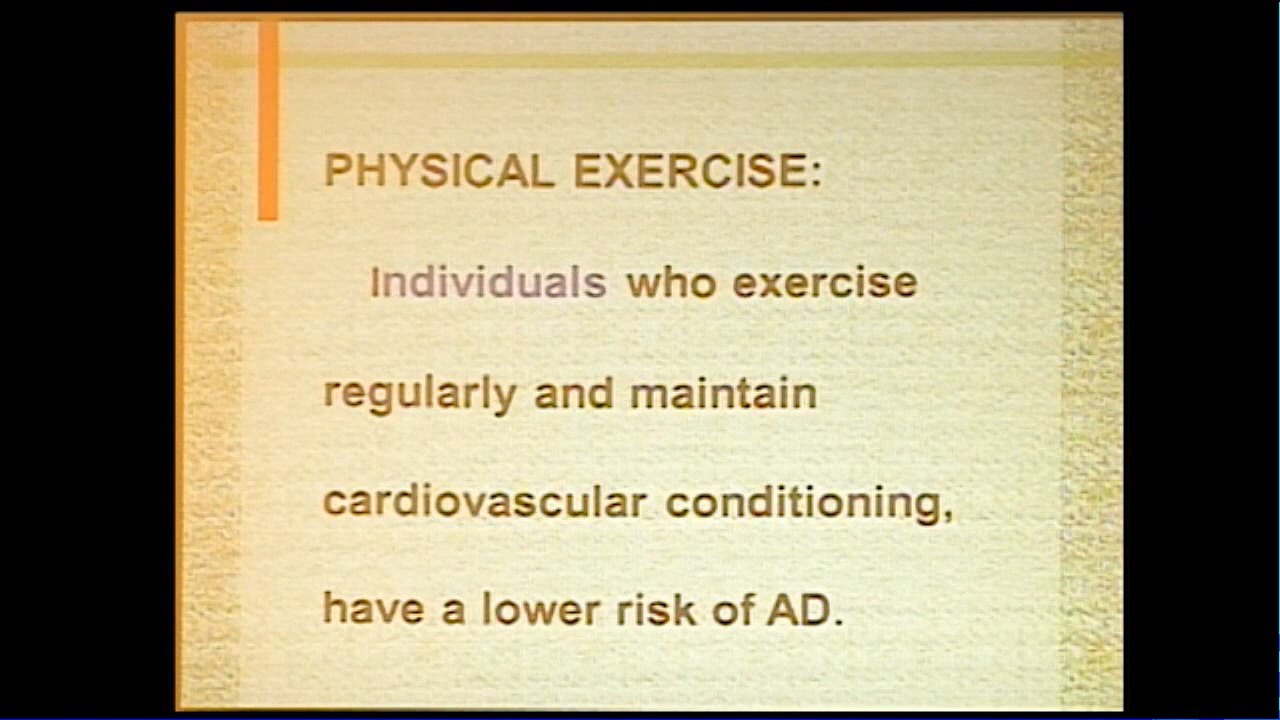 PHYSICAL EXERCISE:
Individuals who exercise
regularly and maintain
cardiovascular conditioning,
have a lower risk of AD.